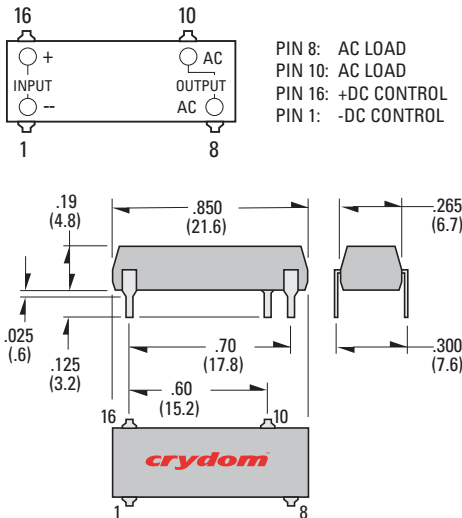 16
10
+
AC
INPUT
OUTPUT
--
AC
1
8
PIN 8: AC LOAD
PIN 10: AC LOAD
PIN 16: +DC CONTROL
PIN 1: -DC CONTROL
.19
(4.8)
.850
(21.6)
.265
(6.7)
.025
(.6)
.125
(3.2)
.70
(17.8)
.300
(7.6)
.60
(15.2)
16
10
crydom
1
8